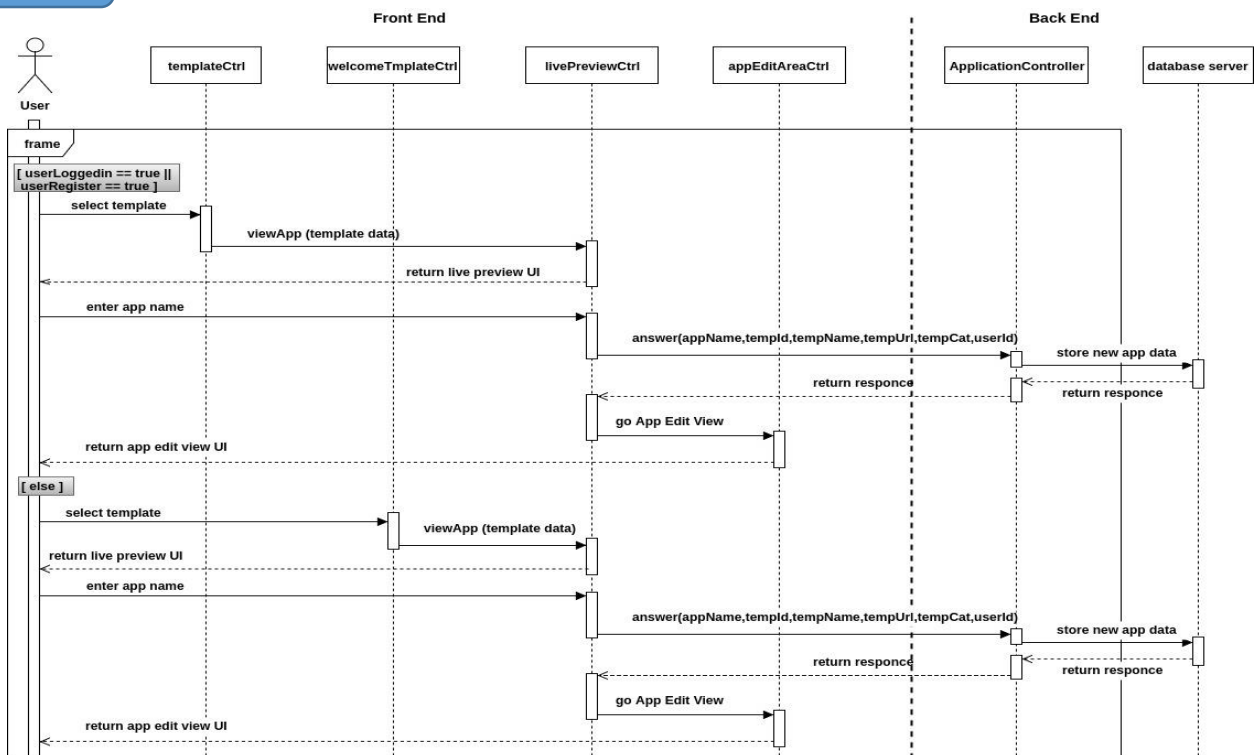 Front End
Back End
User
templateCtrl
welcomeTmplateCtrl
livePreviewCtrl
appEditAreaCtrl
ApplicationController
database server
frame
[ userLoggedin == true ||
userRegister == true ]
select template
viewApp (template data)
return live preview UI
enter app name
answer(appName,tempId,tempName,tempUrl,tempCat,userId)
store new app data
return responce
return responce
go App Edit View
return app edit view UI
[ else ]
select template
viewApp (template data)
return live preview UI
enter app name
answer(appName,tempId,tempName,tempUrl,tempCat,userId)
store new app data
return responce
return responce
go App Edit View
return app edit view UI